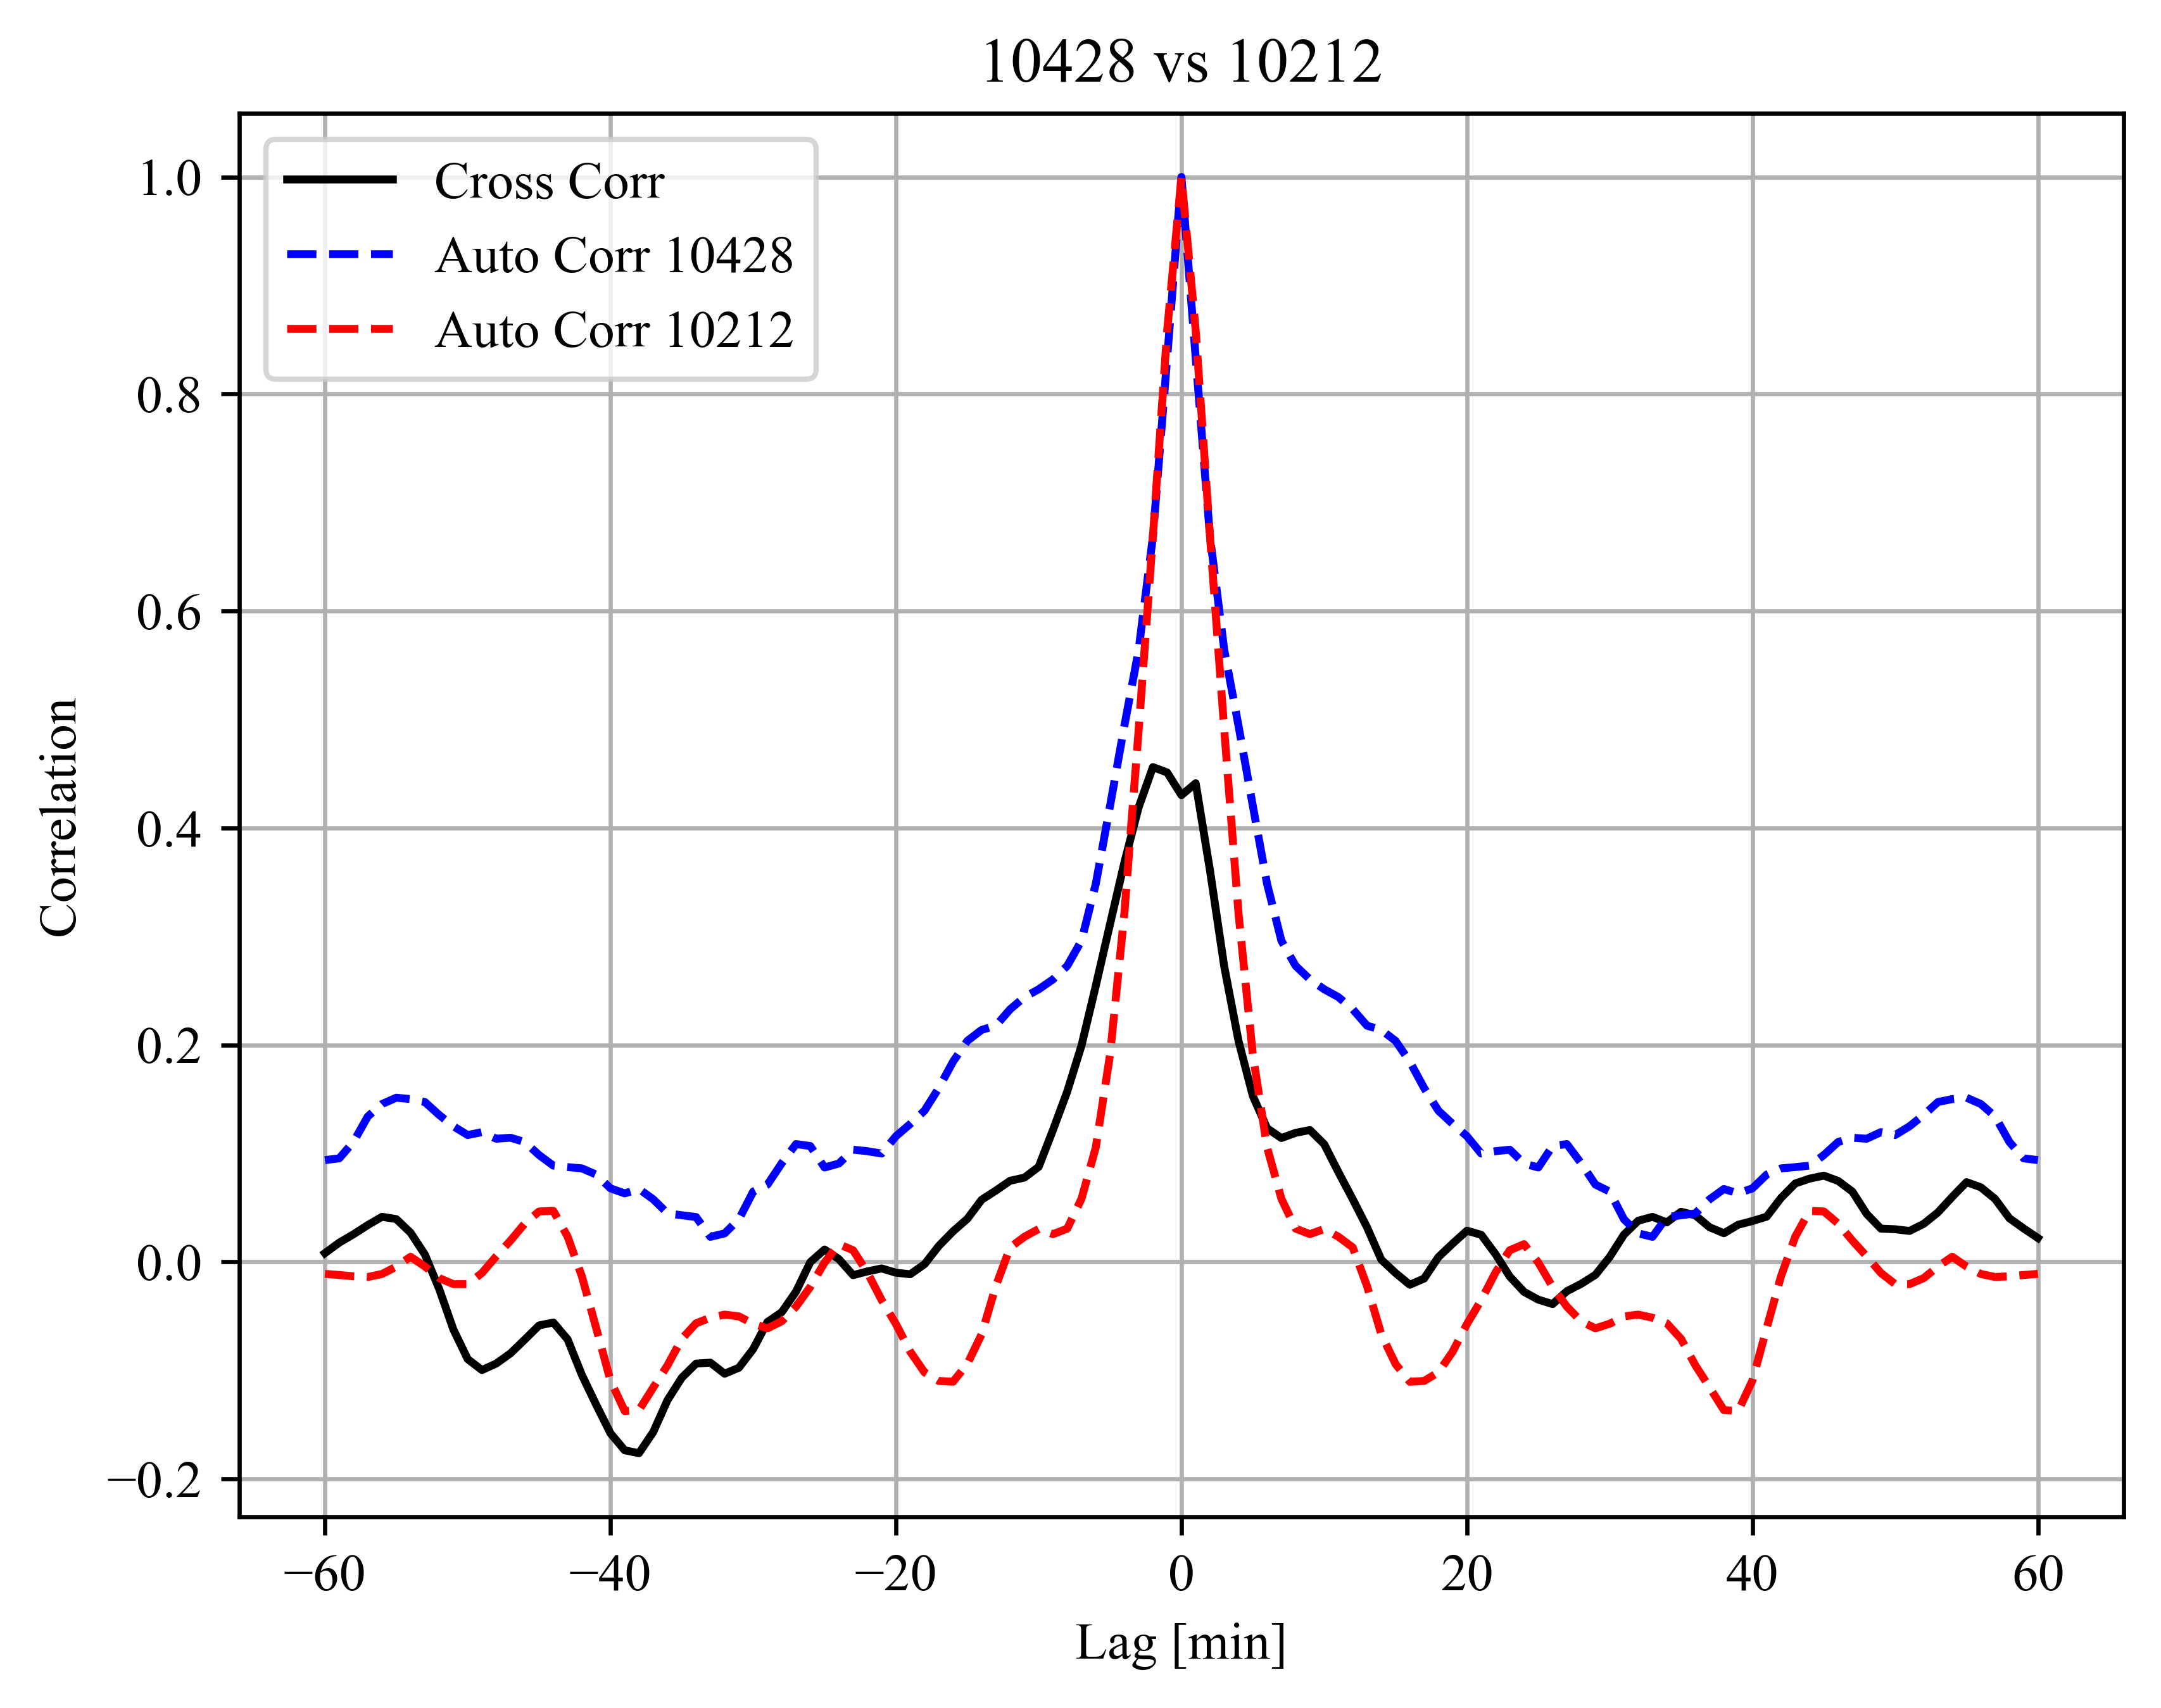 10428 vs 10212
Cross Corr
Auto Corr 10428
Auto Corr 10212
1.0
0.8
0.6
0.4
0.2
0.0
−0.2
Correlation
−60 −40 −20 0 20 40 60
Lag [min]